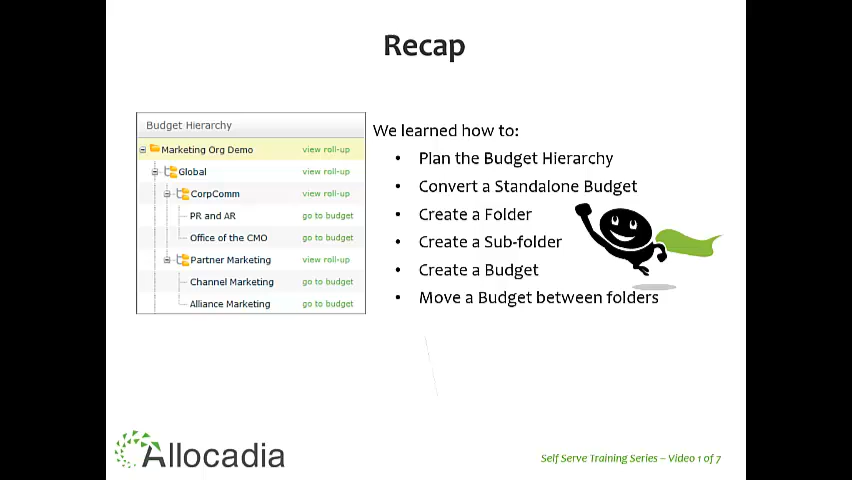 Recap
Budget Hierarchy
Marketing Org Demo view roll-up
Global view roll-up
CorpComm view roll-up
PR and AR go to budget
Office of the CMO go to budget
Partner Marketing view roll-up
Channel Marketing go to budget
Alliance Marketing go to budget
We learned how to:
• Plan the Budget Hierarchy
• Convert a Standalone Budget
• Create a Folder
• Create a Sub-folder
• Create a Budget
• Move a Budget between folders
Allocadia
Self Serve Training Series – Video 1 of 7